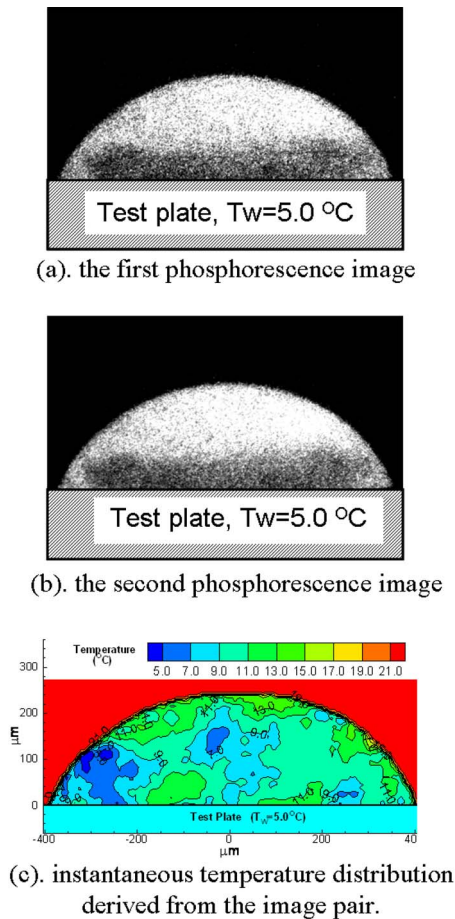 Test plate, Tw=5.0 °C
(a). the first phosphorescence image
Test plate, Tw=5.0 °C
(b). the second phosphorescence image
Temperature
(°C)
5.0 7.0 9.0 11.0 13.0 15.0 17.0 19.0 21.0
300
200
100
0
μm
Test Plate (TW=5.0°C)
-400 -200 0 200 40
μm
(c). instantaneous temperature distribution
derived from the image pair.